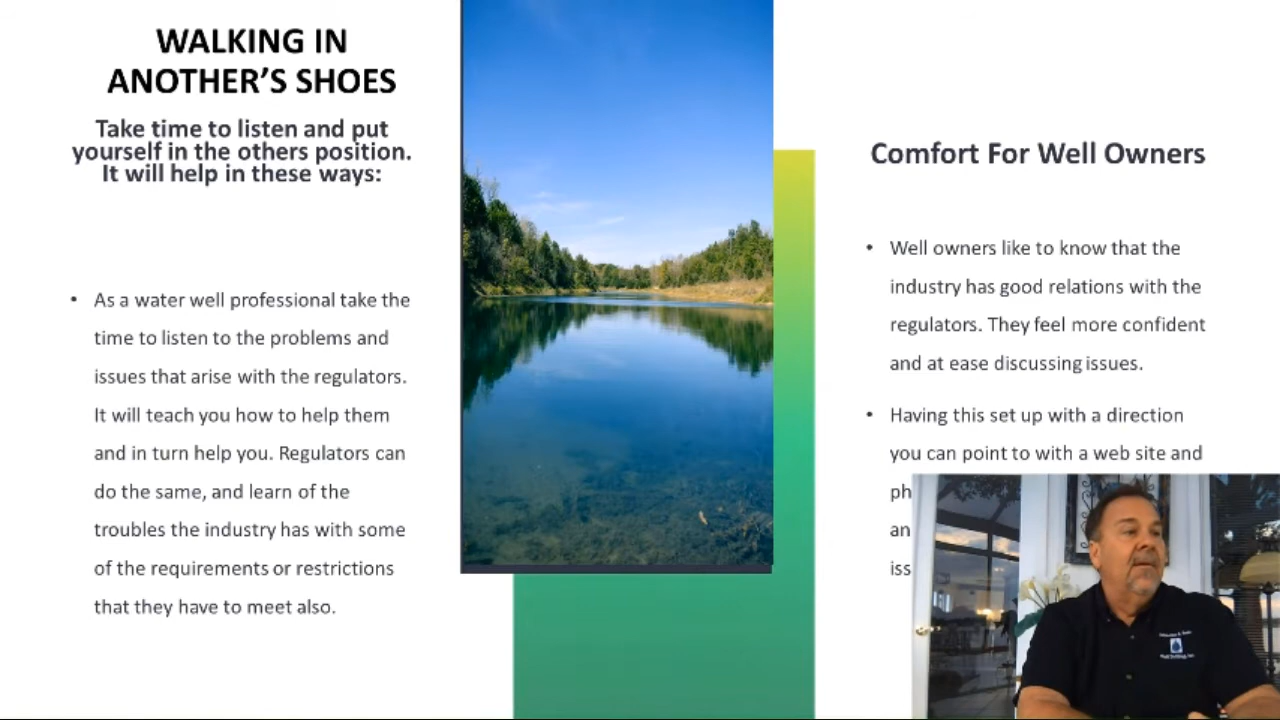 WALKING IN
ANOTHER’S SHOES
Take time to listen and put
yourself in the others position.
It will help in these ways:
• As a water well professional take the
time to listen to the problems and
issues that arise with the regulators.
It will teach you how to help them
and in turn help you. Regulators can
do the same, and learn of the
troubles the industry has with some
of the requirements or restrictions
that they have to meet also.
Comfort For Well Owners
• Well owners like to know that the
industry has good relations with the
regulators. They feel more confident
and at ease discussing issues.
• Having this set up with a direction
you can point to with a web site and
ph
an
iss